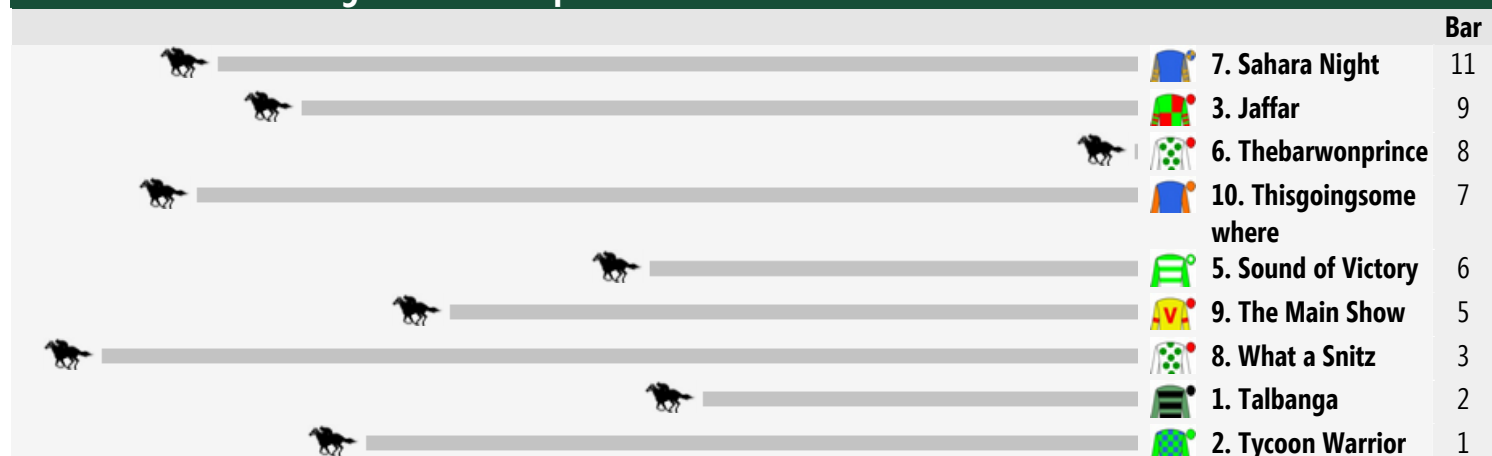 Bar
7. Sahara Night 11
3. Jaffar 9
6. Thebarwonprince 8
10. Thisgoingsome 7
where
5. Sound of Victory 6
V 9. The Main Show 5
8. What a Snitz 3
1. Talbanga 2
2. Tycoon Warrior 1